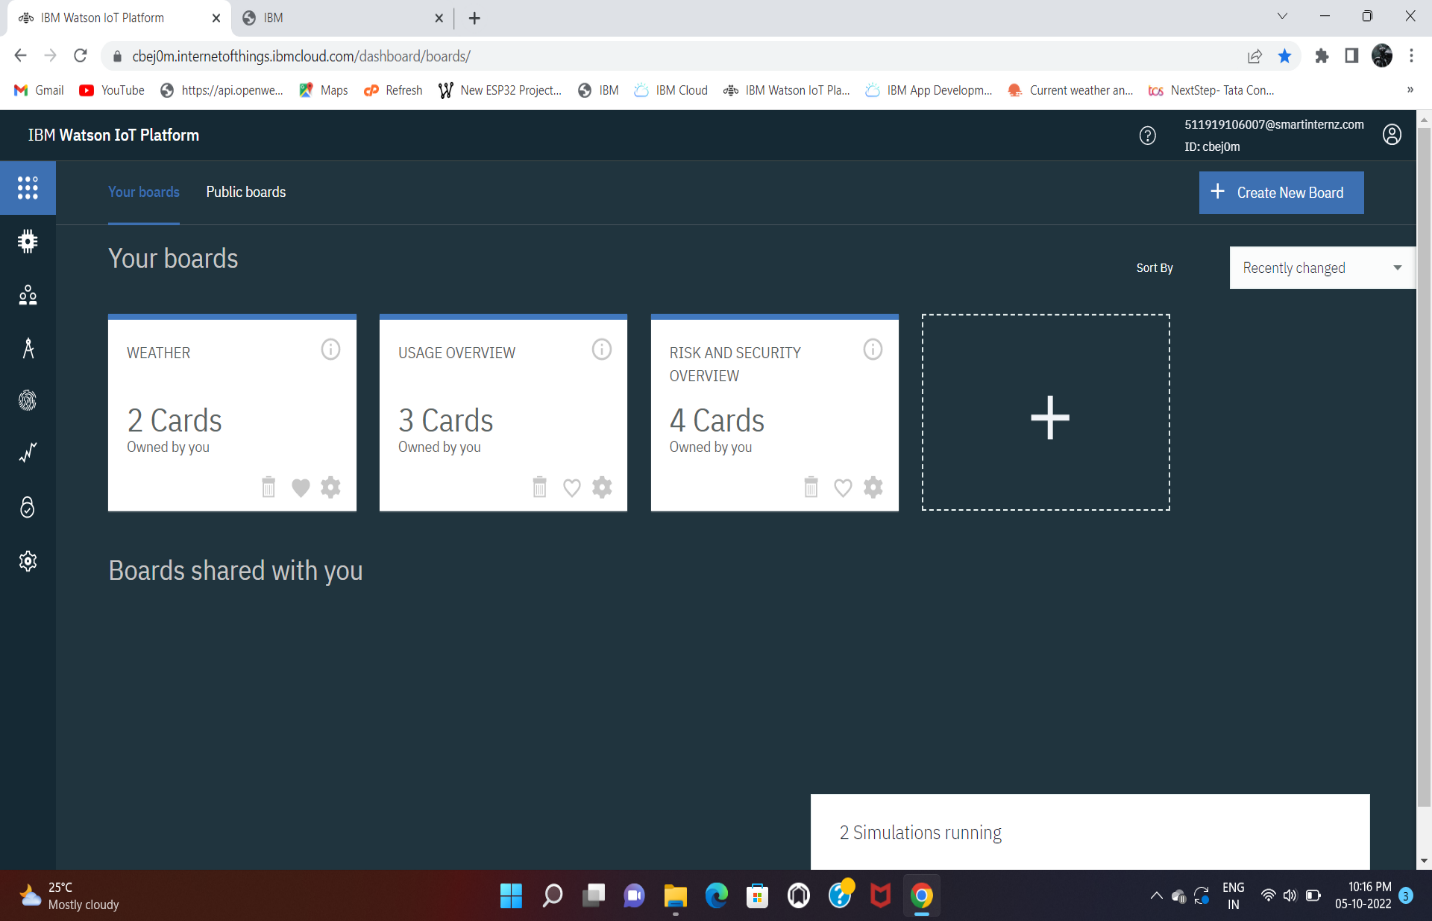 IBM Watson IoT Platform
IBM
cbej0m.internetofthings.ibmcloud.com/dashboard/boards/
Gmail
YouTube
https://api.openwe...
Maps
Refresh
New ESP32 Project...
IBM
IBM Cloud
IBM Watson IoT Pla...
IBM App Developm...
Current weather an...
tcs NextStep- Tata Con...
»
IBM Watson IoT Platform
511919106007@smartinternz.com
ID: cbej0m
Your boards
Public boards
+ Create New Board
Your boards
Sort By
Recently changed
WEATHER
2 Cards
Owned by you
USAGE OVERVIEW
3 Cards
Owned by you
RISK AND SECURITY
OVERVIEW
4 Cards
Owned by you
Boards shared with you
2 Simulations running
25°C
Mostly cloudy
ENG
IN
10:16 PM
05-10-2022
3